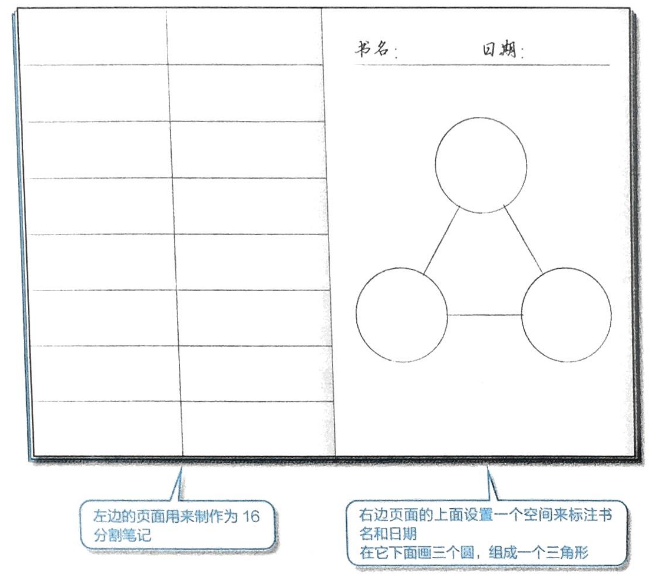 书名： 日期：
左边的页面用来制作为 16
分割笔记
右边页面的上面设置一个空间来标注书
名和日期
在它下面画三个圆，组成一个三角形